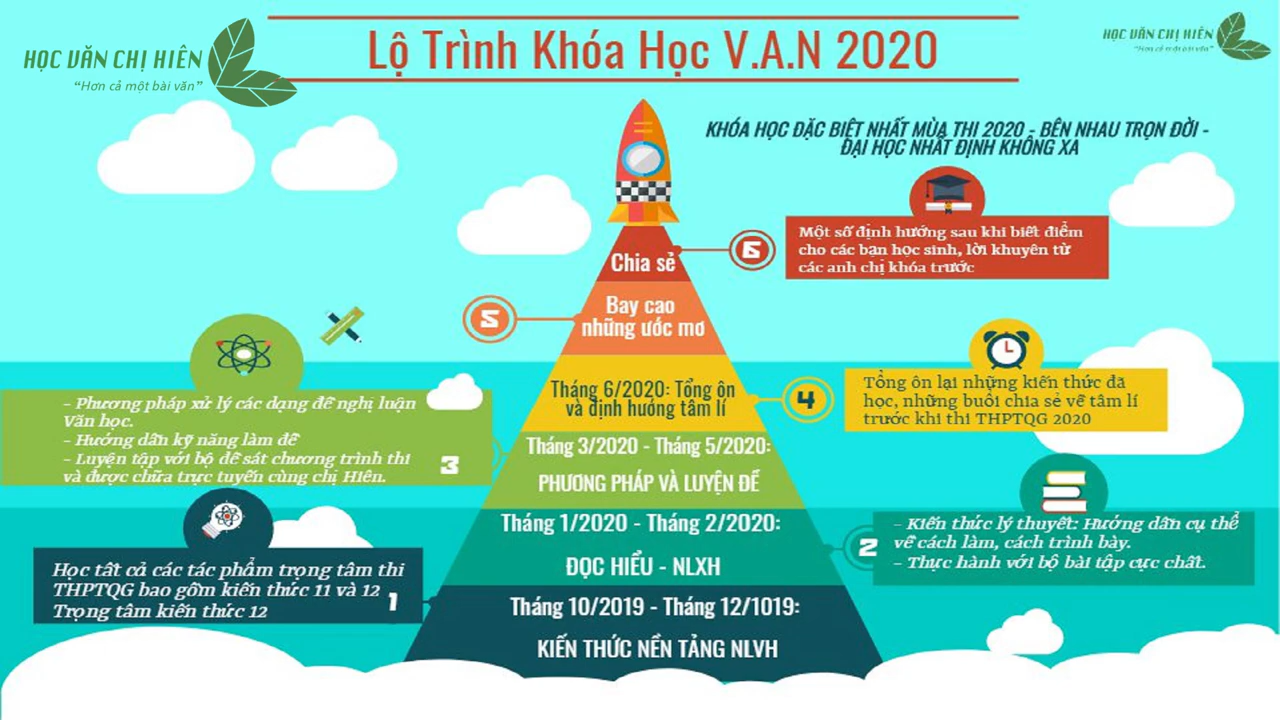 HỌC VĂN CHỊ HIÊN
“Hơn cả một bài văn”
Lộ Trình Khóa Học V.A.N 2020
HỌC VĂN CHỊ HIÊN
“Hơn cả một bài văn”
KHÓA HỌC ĐẶC BIỆT NHẤT MÙA THI 2020 - BÊN NHAU TRỌN ĐỜI -
ĐẠI HỌC NHẤT ĐỊNH KHÔNG XA
Chia sẻ
6
Một số định hướng sau khi biết điểm
cho các bạn học sinh, lời khuyên từ
các anh chị khóa trước
5
Bay cao
những ước mơ
Tháng 6/2020: Tổng ôn
và định hướng tâm lí
4
Tổng ôn lại những kiến thức đã
học, những buổi chia sẻ về tâm lí
trước khi thi THPTQG 2020
- Phương pháp xử lý các dạng đề nghị luận
Văn học.
- Hướng dẫn kỹ năng làm đề
- Luyện tập với bộ đề sát chương trình thi
và được chữa trực tuyến cùng chị Hiên.
3
Tháng 3/2020 - Tháng 5/2020:
PHƯƠNG PHÁP VÀ LUYỆN ĐỀ
Tháng 1/2020 - Tháng 2/2020:
ĐỌC HIỂU - NLXH
2
- Kiến thức lý thuyết: Hướng dẫn cụ thể
về cách làm, cách trình bày.
- Thực hành với bộ bài tập cực chất.
Học tất cả các tác phẩm trọng tâm thi
THPTQG bao gồm kiến thức 11 và 12
Trọng tâm kiến thức 12
1
Tháng 10/2019 - Tháng 12/1019:
KIẾN THỨC NỀN TẢNG NLVH